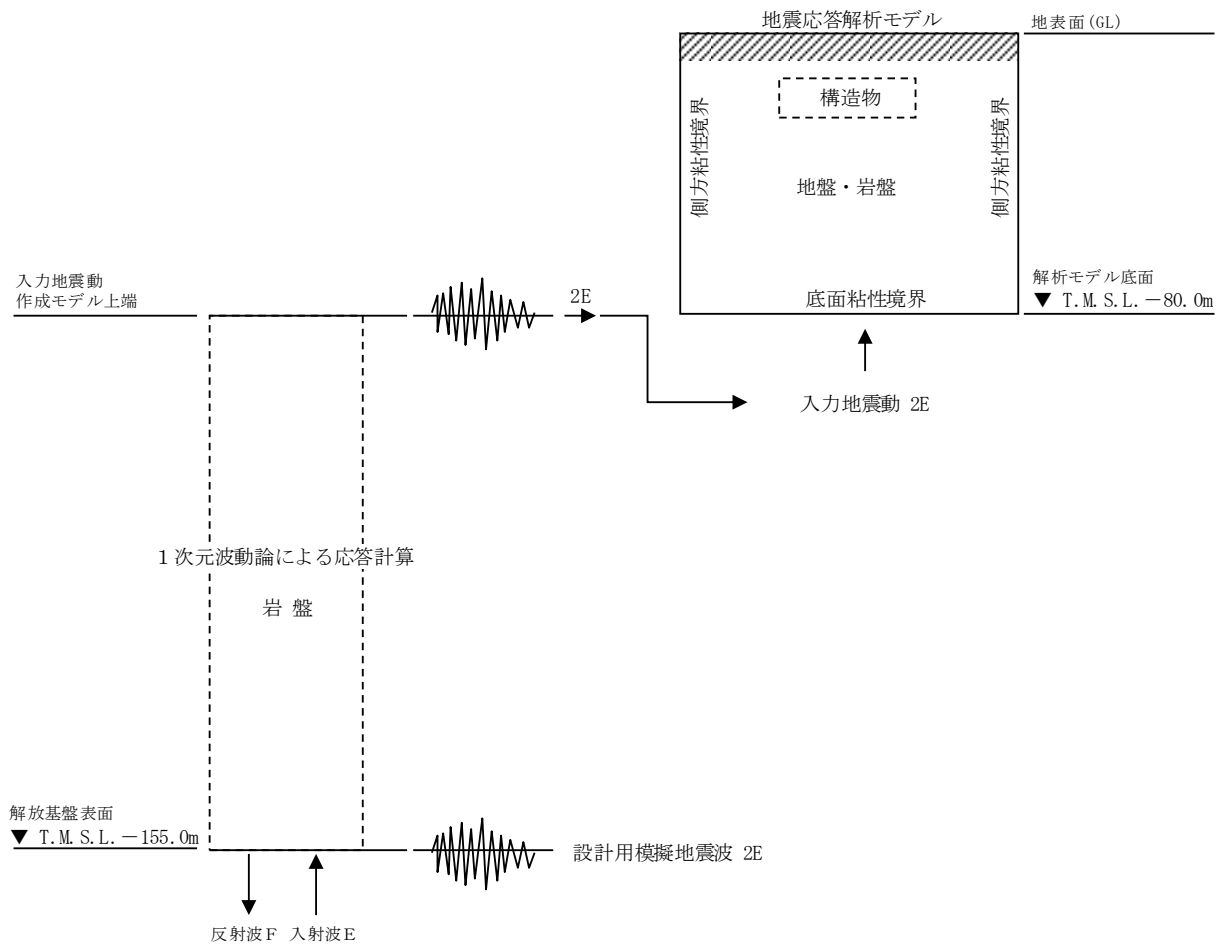 地震応答解析モデル
地表面(GL)
構造物
側方粘性境界
側方粘性境界
地盤・岩盤
入力地震動
作成モデル上端
2E
底面粘性境界
解析モデル底面
▼ T.M.S.L.－80.0m
入力地震動 2E
１次元波動論による応答計算
岩 盤
解放基盤表面
▼ T.M.S.L.－155.0m
設計用模擬地震波 2E
反射波Ｆ 入射波Ｅ